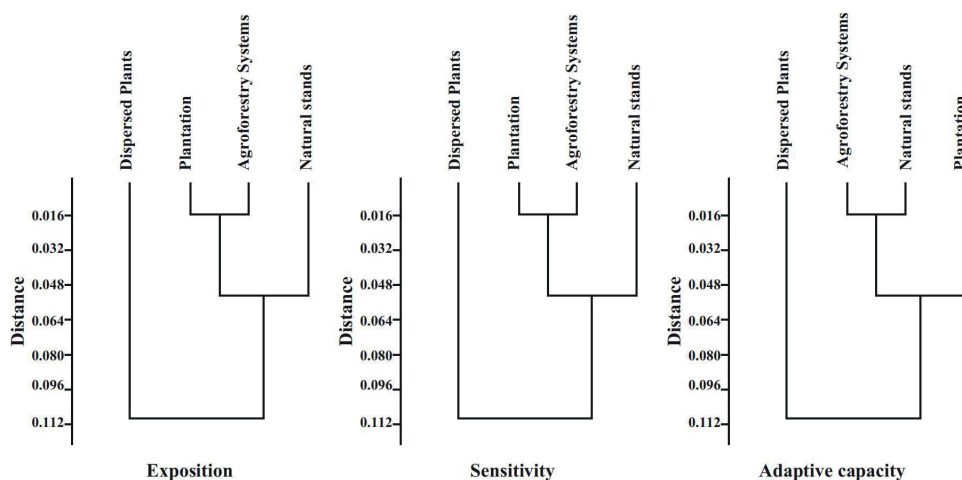 Dispersed Plants
Plantation
Agroforestry Systems
Natural stands
0.016
0.032
0.048
0.064
0.080
0.096
0.112
Distance
Exposition
Dispersed Plants
Plantation
Agroforestry Systems
Natural stands
0.016
0.032
0.048
0.064
0.080
0.096
0.112
Distance
Sensitivity
Dispersed Plants
Agroforestry Systems
Natural stands
Plantation
0.016
0.032
0.048
0.064
0.080
0.096
0.112
Distance
Adaptive capacity